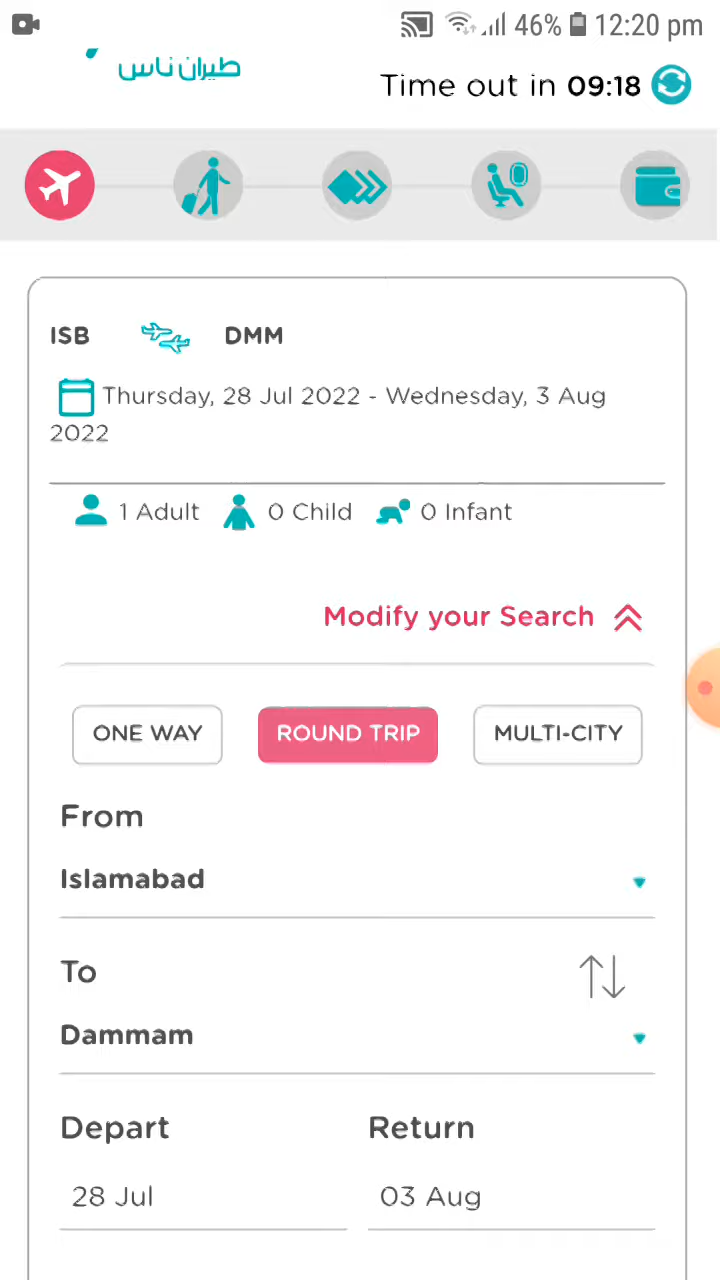 46% 12:20 pm
طيران ناس
Time out in 09:18
ISB DMM
Thursday, 28 Jul 2022 - Wednesday, 3 Aug
2022
1 Adult 0 Child 0 Infant
Modify your Search
ONE WAY ROUND TRIP MULTI-CITY
From
Islamabad
To
Dammam
Depart Return
28 Jul 03 Aug